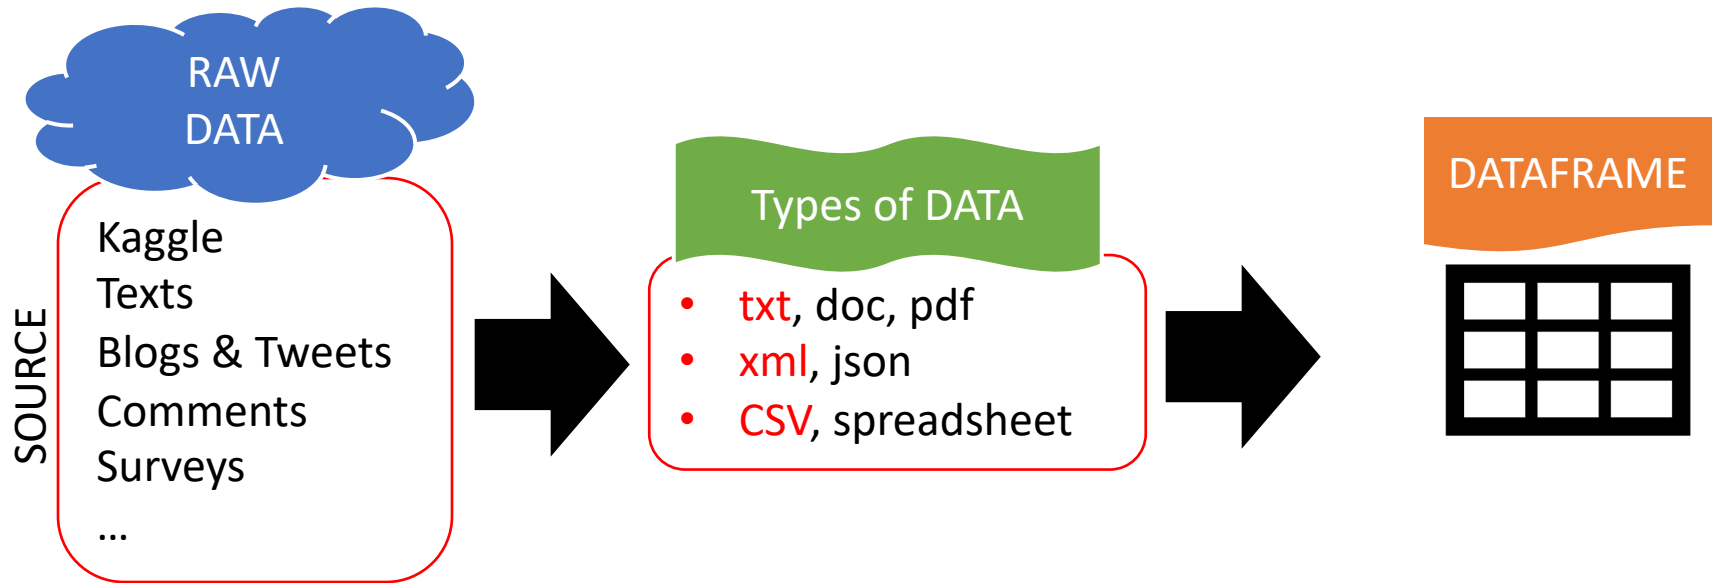 RAW
DATA
SOURCE
Kaggle
Texts
Blogs & Tweets
Comments
Surveys
…
Types of DATA
• txt, doc, pdf
• xml, json
• CSV, spreadsheet
DATAFRAME